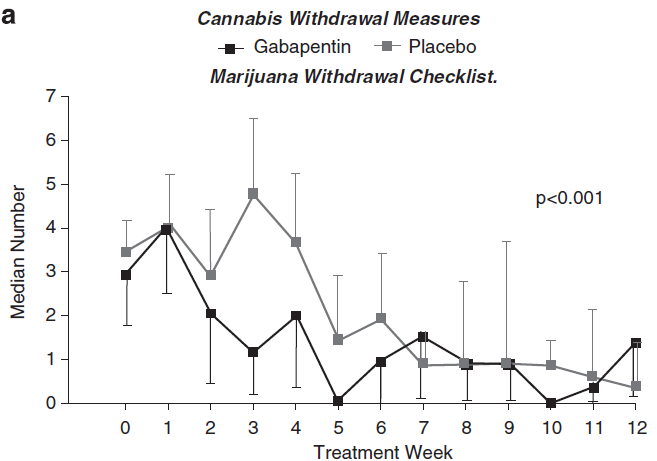 a
Cannabis Withdrawal Measures
Gabapentin Placebo
Marijuana Withdrawal Checklist.
7
6
5
4
3
2
1
0
Median Number
p<0.001
0 1 2 3 4 5 6 7 8 9 10 11 12
Treatment Week